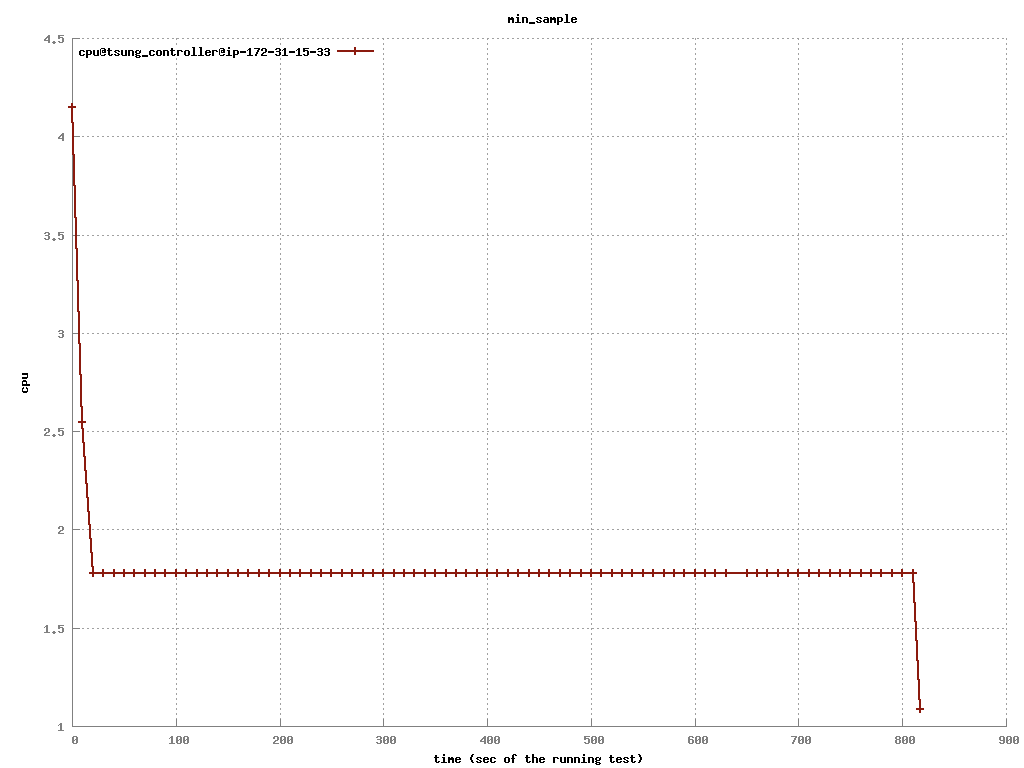 min_sample
4.5
cpu@tsung_controller@ip-172-31-15-33
4
3.5
3
cpu
2.5
2
1.5
1
0 100 200 300 400 500 600 700 800 900
time (sec of the running test)